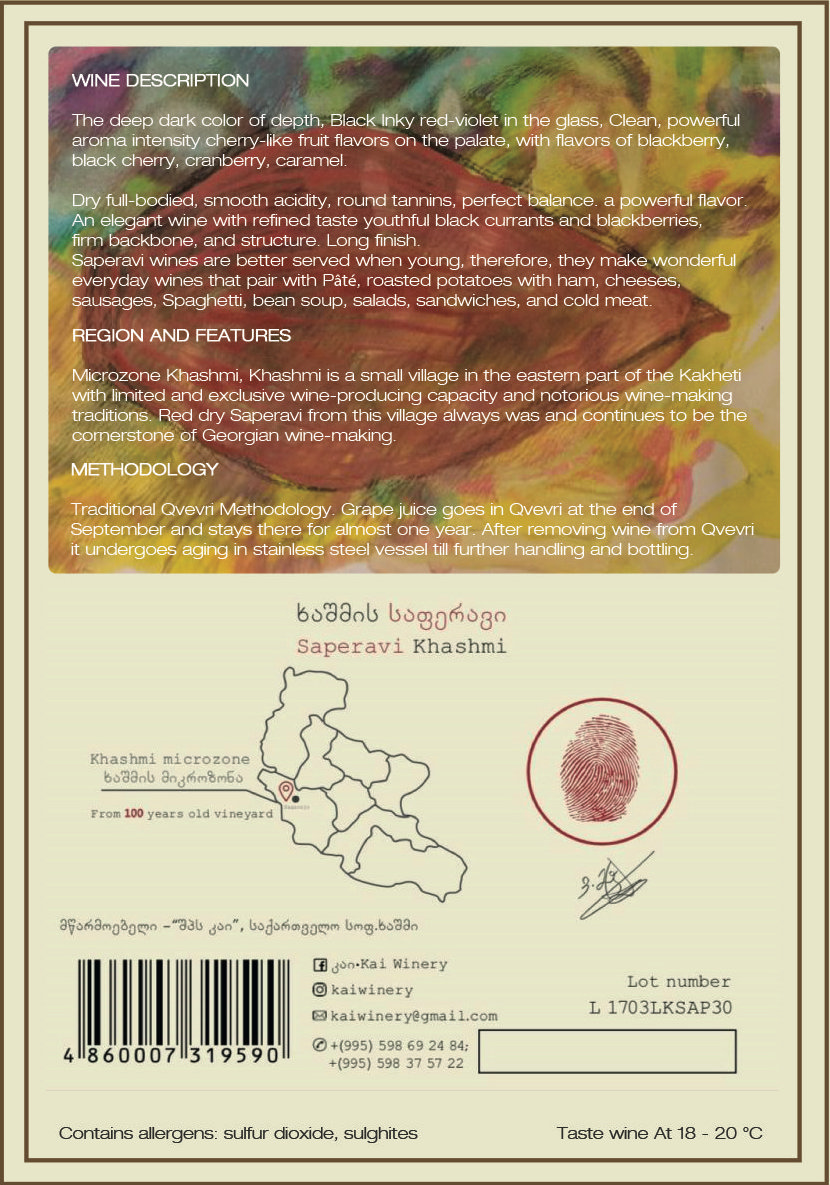 WINE DESCRIPTION
The deep dark color of depth, Black Inky red-violet in the glass, Clean, powerful
aroma intensity cherry-like fruit flavors on the palate, with flavors of blackberry,
black cherry, cranberry, caramel.
Dry full-bodied, smooth acidity, round tannins, perfect balance. a powerful flavor.
An elegant wine with refined taste youthful black currants and blackberries,
firm backbone, and structure. Long finish.
Saperavi wines are better served when young, therefore, they make wonderful
everyday wines that pair with Pâté, roasted potatoes with ham, cheeses,
sausages, Spaghetti, bean soup, salads, sandwiches, and cold meat.
REGION AND FEATURES
Microzone Khashmi, Khashmi is a small village in the eastern part of the Kakheti
with limited and exclusive wine-producing capacity and notorious wine-making
traditions. Red dry Saperavi from this village always was and continues to be the
cornerstone of Georgian wine-making.
METHODOLOGY
Traditional Qvevri Methodology. Grape juice goes in Qvevri at the end of
September and stays there for almost one year. After removing wine from Qvevri
it undergoes aging in stainless steel vessel till further handling and bottling.
ხაშმის საფერავი
Saperavi Khashmi
Khashmi microzone
ხაშმის მიკროზონა
From 100 years old vineyard
მწარმოებელი –“შპს კაი”, საქართველო სოფ.ხაშმი
კაი•Kai Winery
kaiwinery
kaiwinery@gmail.com
+(995) 598 69 24 84;
+(995) 598 37 57 22
4 860007 319590
Lot number
L 1703LKSAP30
Contains allergens: sulfur dioxide, sulghites
Taste wine At 18 - 20 °C